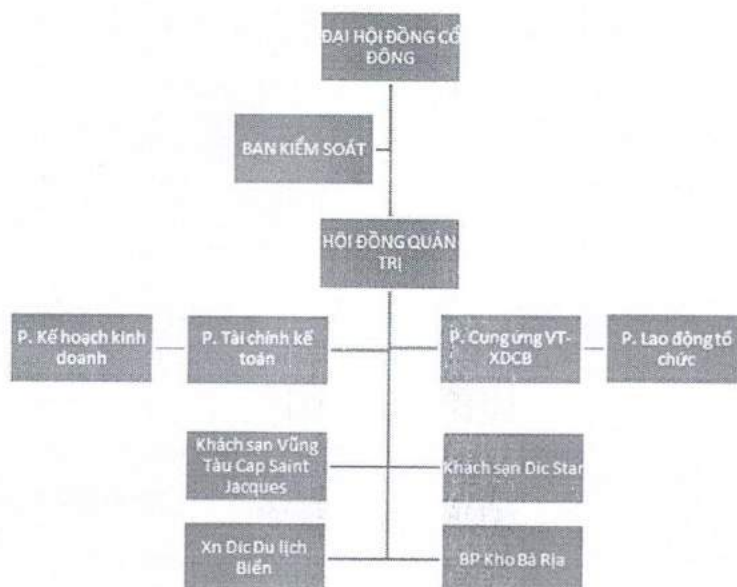 ĐẠI HỘI ĐỒNG CỔ
ĐÔNG
BAN KIỂM SOÁT
HỘI ĐỒNG QUẢN
TRỊ
P. Kế hoạch kinh
doanh
P. Tài chính kế
toán
P. Cung ứng VT-
XDCB
P. Lao động tổ
chức
Khách sạn Vũng
Tàu Cap Saint
Jacques
Khách sạn Dic Star
Xn Dic Du lịch
Biển
BP Kho Bà Rịa